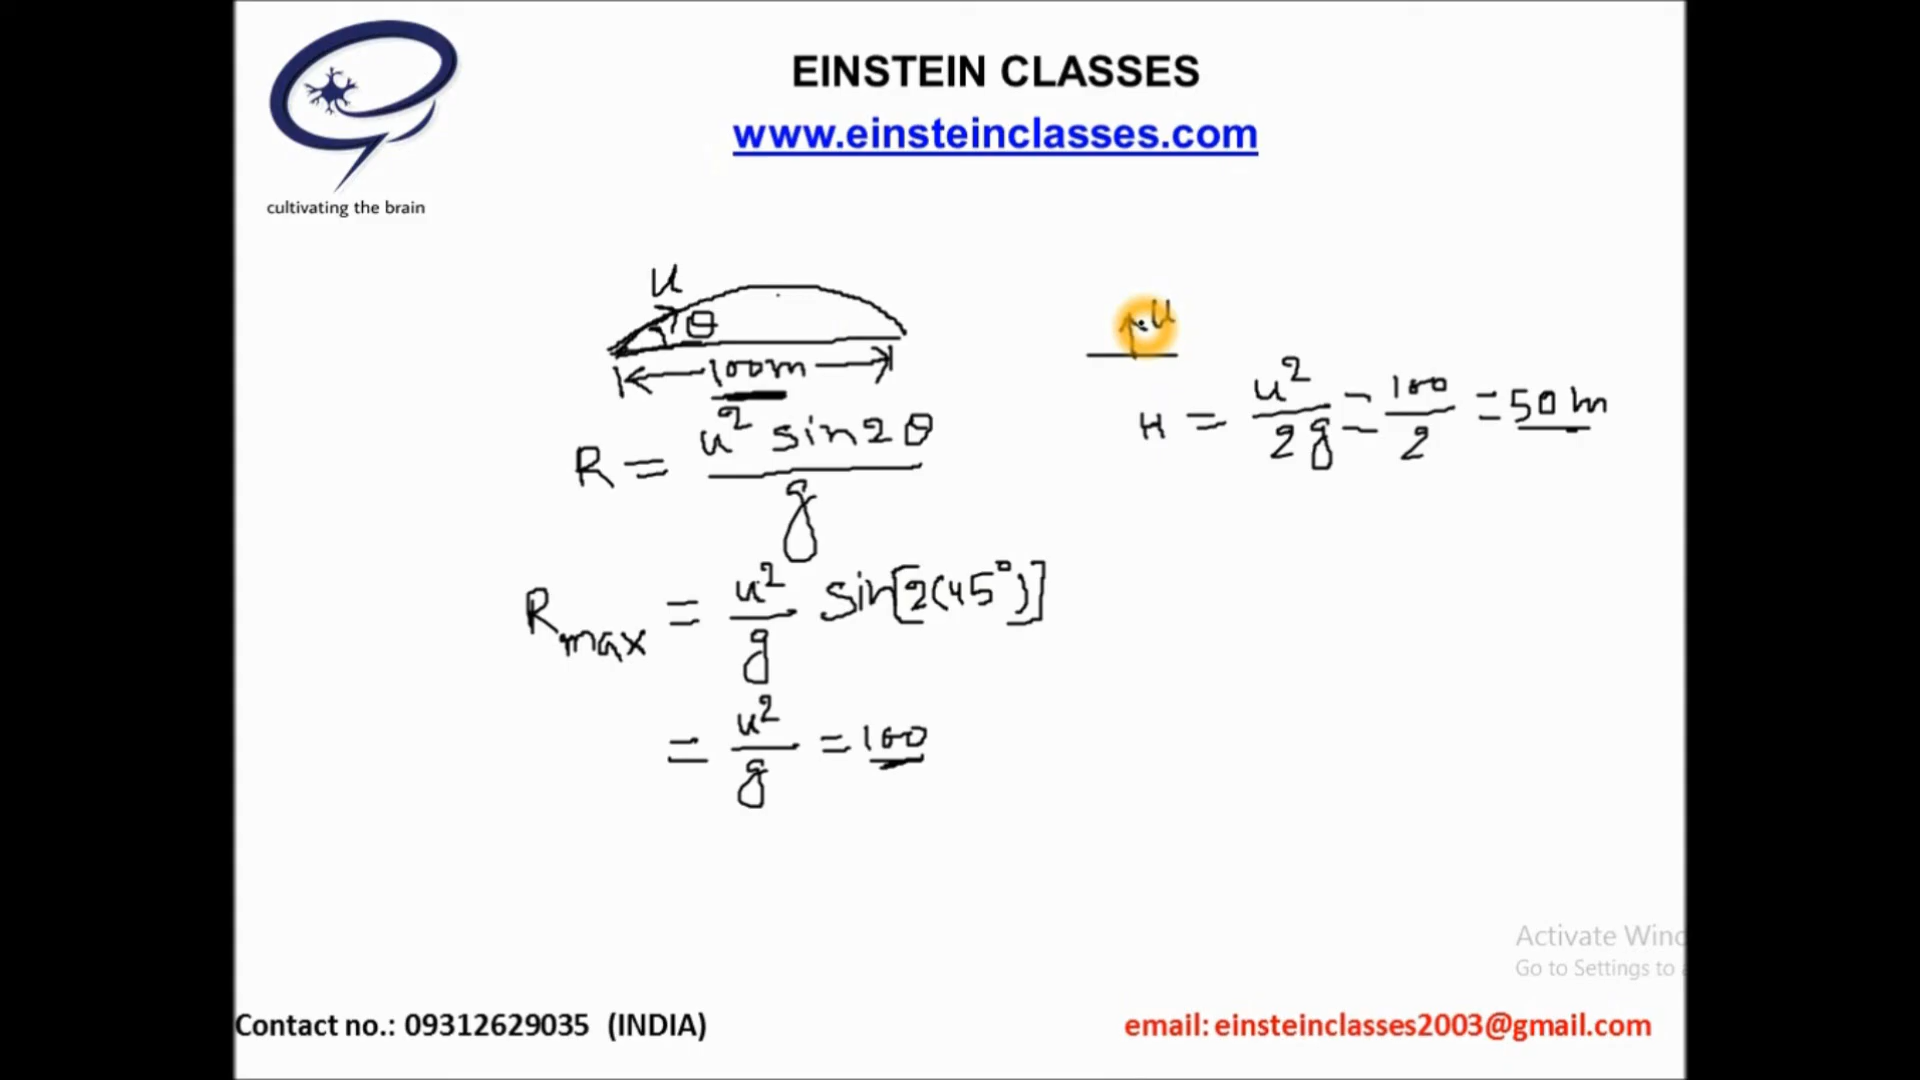 EINSTEIN CLASSES
www.einsteinclasses.com
cultivating the brain
u
θ
100m
R = u² sin2θ / g
Rmax = u² / g sin[2(45°)]
= u² / g = 100
u
H = u² / 2g = 100 / 2 = 50 m
Activate Wind
Go to Settings to a
Contact no.: 09312629035 (INDIA)
email: einsteinclasses2003@gmail.com